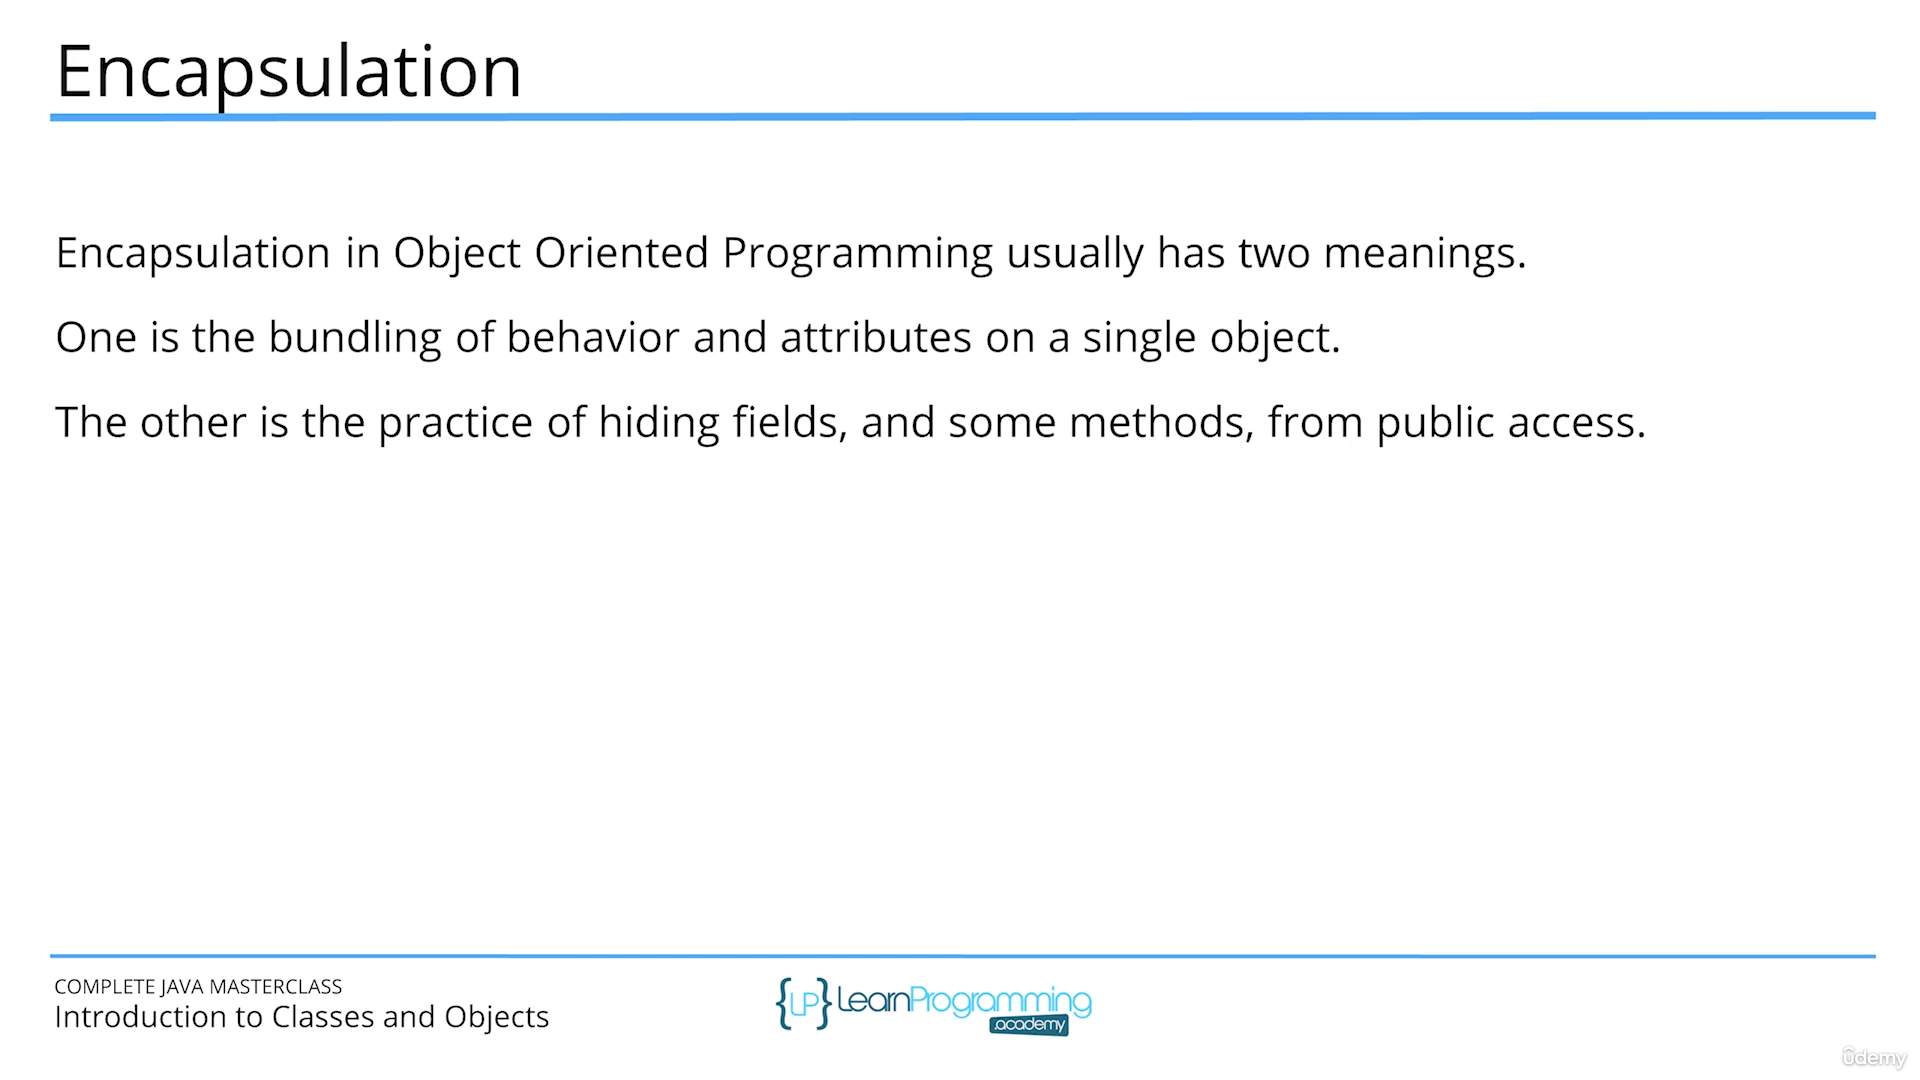 Encapsulation
Encapsulation in Object Oriented Programming usually has two meanings.
One is the bundling of behavior and attributes on a single object.
The other is the practice of hiding fields, and some methods, from public access.
COMPLETE JAVA MASTERCLASS
Introduction to Classes and Objects
{LP} LearnProgramming
.academy
ûdemy